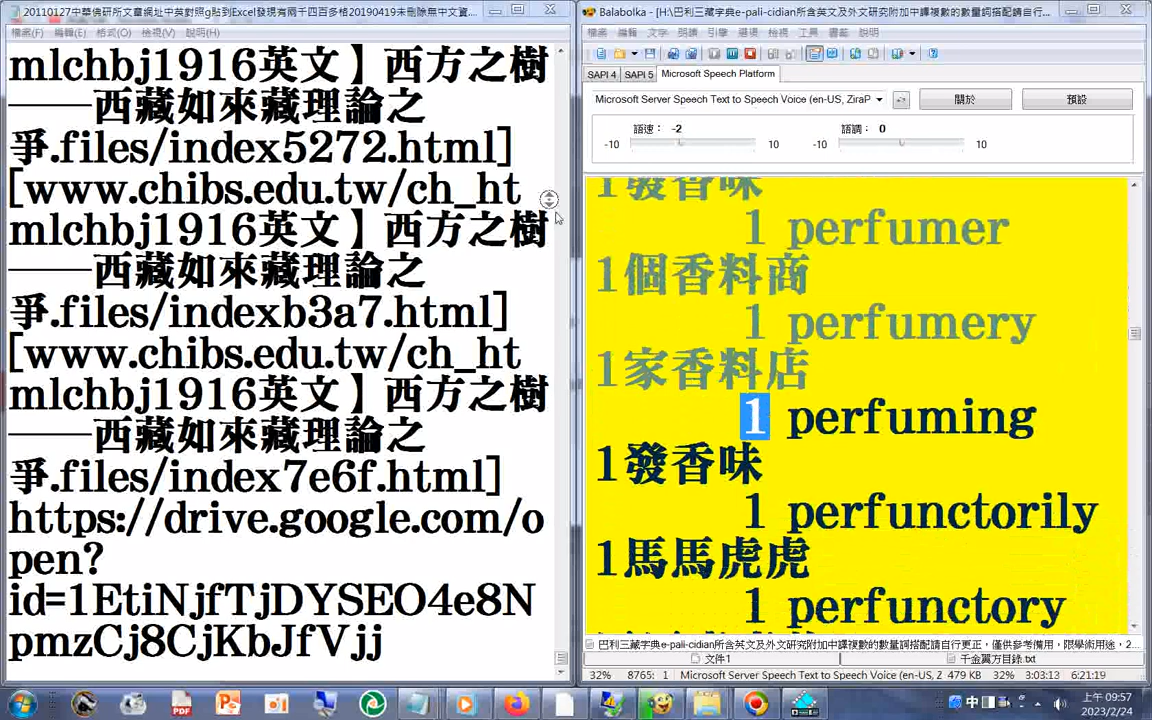 20110127中華佛研所文章網址中英對照g貼到Excel發現有兩千四百多格20190419未刪除無中文資...
檔案(F) 編輯(E) 格式(O) 檢視(V) 說明(H)
mlchbj1916英文】西方之樹
——西藏如來藏理論之
爭.files/index5272.html]
[www.chibs.edu.tw/ch_ht
mlchbj1916英文】西方之樹
——西藏如來藏理論之
爭.files/indexb3a7.html]
[www.chibs.edu.tw/ch_ht
mlchbj1916英文】西方之樹
——西藏如來藏理論之
爭.files/index7e6f.html]
https://drive.google.com/o
pen?
id=1EtiNjfTjDYSEO4e8N
pmzCj8CjKbJfVjj
Balabolka - [H:\巴利三藏字典e-pali-cidian所含英文及外文研究附加中譯複數的數量詞搭配請自行...
檔案 編輯 文字 朗讀 引擎 選項 檢視 工具 書籤 說明
SAPI 4 SAPI 5 Microsoft Speech Platform
Microsoft Server Speech Text to Speech Voice (en-US, ZiraP 關於 預設
語速： -2 語調： 0
-10 10 -10 10
1發香味
1 perfumer
1個香料商
1 perfumery
1家香料店
1 perfuming
1發香味
1 perfunctorily
1馬馬虎虎
1 perfunctory
巴利三藏字典e-pali-cidian所含英文及外文研究附加中譯複數的數量詞搭配請自行更正，僅供參考備用，限學術用途，2...
文件1 千金翼方目錄.txt
32% 8765: 1 Microsoft Server Speech Text to Speech Voice (en-US 479 KB 32% 3:03:13 6:21:19
中 上午 09:57
2023/2/24